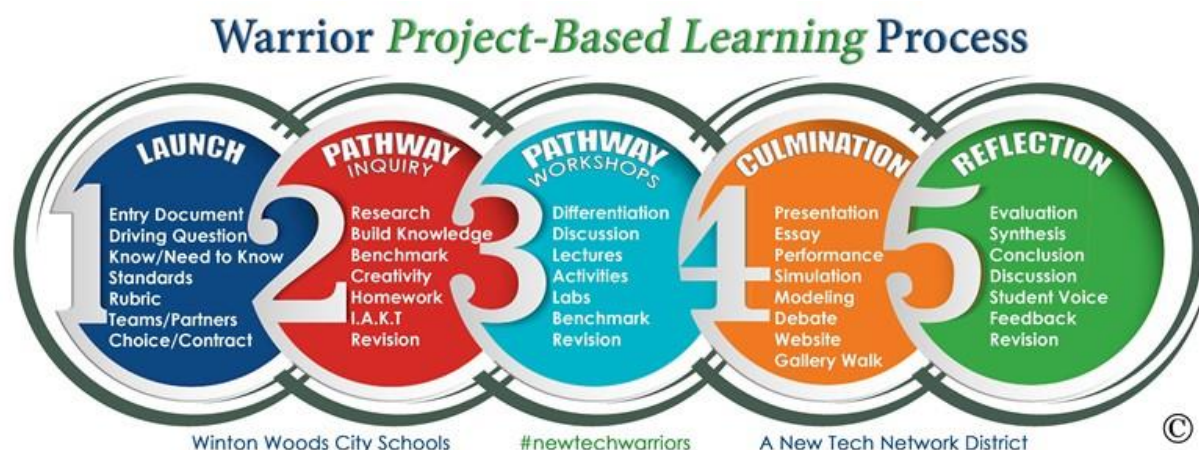 Warrior Project-Based Learning Process
1
LAUNCH
Entry Document
Driving Question
Know/Need to Know
Standards
Rubric
Teams/Partners
Choice/Contract
2
PATHWAY
INQUIRY
Research
Build Knowledge
Benchmark
Creativity
Homework
I.A.K.T
Revision
3
PATHWAY
WORKSHOPS
Differentiation
Discussion
Lectures
Activities
Labs
Benchmark
Revision
4
CULMINATION
Presentation
Essay
Performance
Simulation
Modeling
Debate
Website
Gallery Walk
5
REFLECTION
Evaluation
Synthesis
Conclusion
Discussion
Student Voice
Feedback
Revision
Winton Woods City Schools #newtechwarriors A New Tech Network District
©